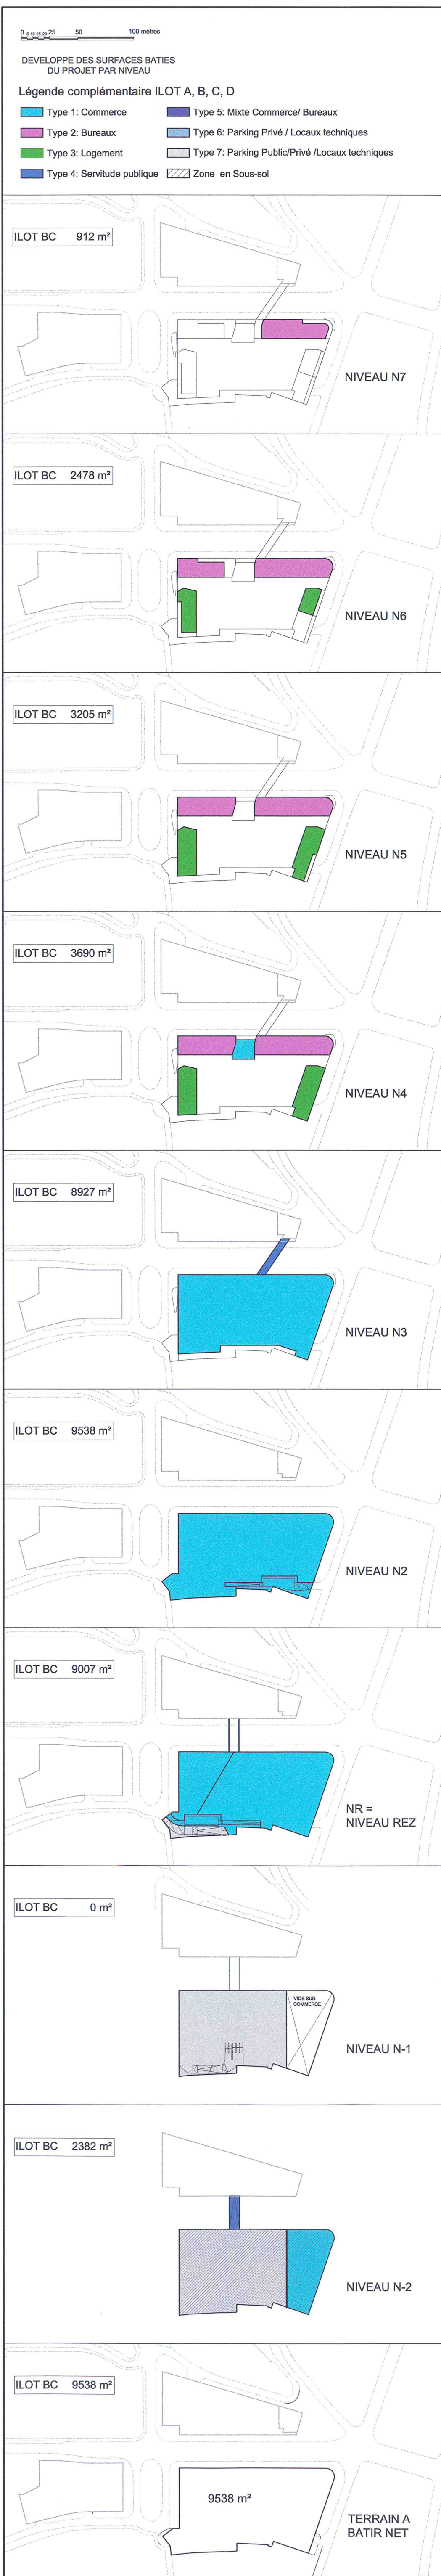 0 5 10 15 20 25 50 100 mètres
DEVELOPPE DES SURFACES BATIES
DU PROJET PAR NIVEAU
Légende complémentaire ILOT A, B, C, D
Type 1: Commerce
Type 2: Bureaux
Type 3: Logement
Type 4: Servitude publique
Type 5: Mixte Commerce/ Bureaux
Type 6: Parking Privé / Locaux techniques
Type 7: Parking Public/Privé /Locaux techniques
Zone en Sous-sol
ILOT BC 912 m²
NIVEAU N7
ILOT BC 2478 m²
NIVEAU N6
ILOT BC 3205 m²
NIVEAU N5
ILOT BC 3690 m²
NIVEAU N4
ILOT BC 8927 m²
NIVEAU N3
ILOT BC 9538 m²
NIVEAU N2
ILOT BC 9007 m²
NR =
NIVEAU REZ
ILOT BC 0 m²
VIDE SUR
COMMERCE
NIVEAU N-1
ILOT BC 2382 m²
NIVEAU N-2
ILOT BC 9538 m²
9538 m²
TERRAIN A
BATIR NET